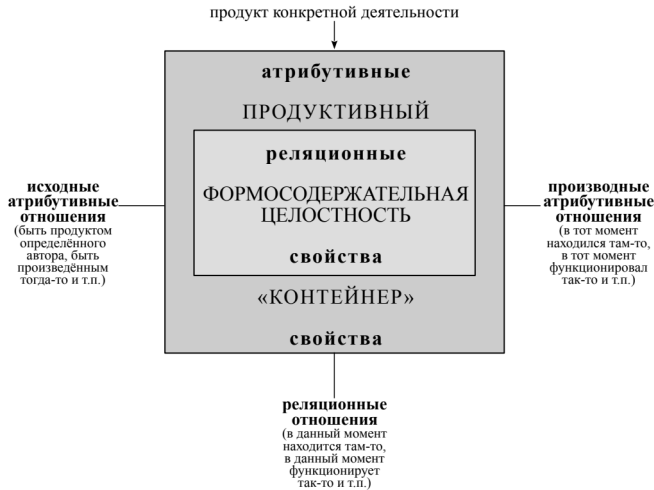 продукт конкретной деятельности
атрибутивные
ПРОДУКТИВНЫЙ
реляционные
ФОРМОСОДЕРЖАТЕЛЬНАЯ
ЦЕЛОСТНОСТЬ
свойства
«КОНТЕЙНЕР»
свойства
исходные
атрибутивные
отношения
(быть продуктом
определённого
автора, быть
произведённым
тогда-то и т.п.)
производные
атрибутивные
отношения
(в тот момент
находился там-то,
в тот момент
функционировал
так-то и т.п.)
реляционные
отношения
(в данный момент
находится там-то,
в данный момент
функционирует
так-то и т.п.)